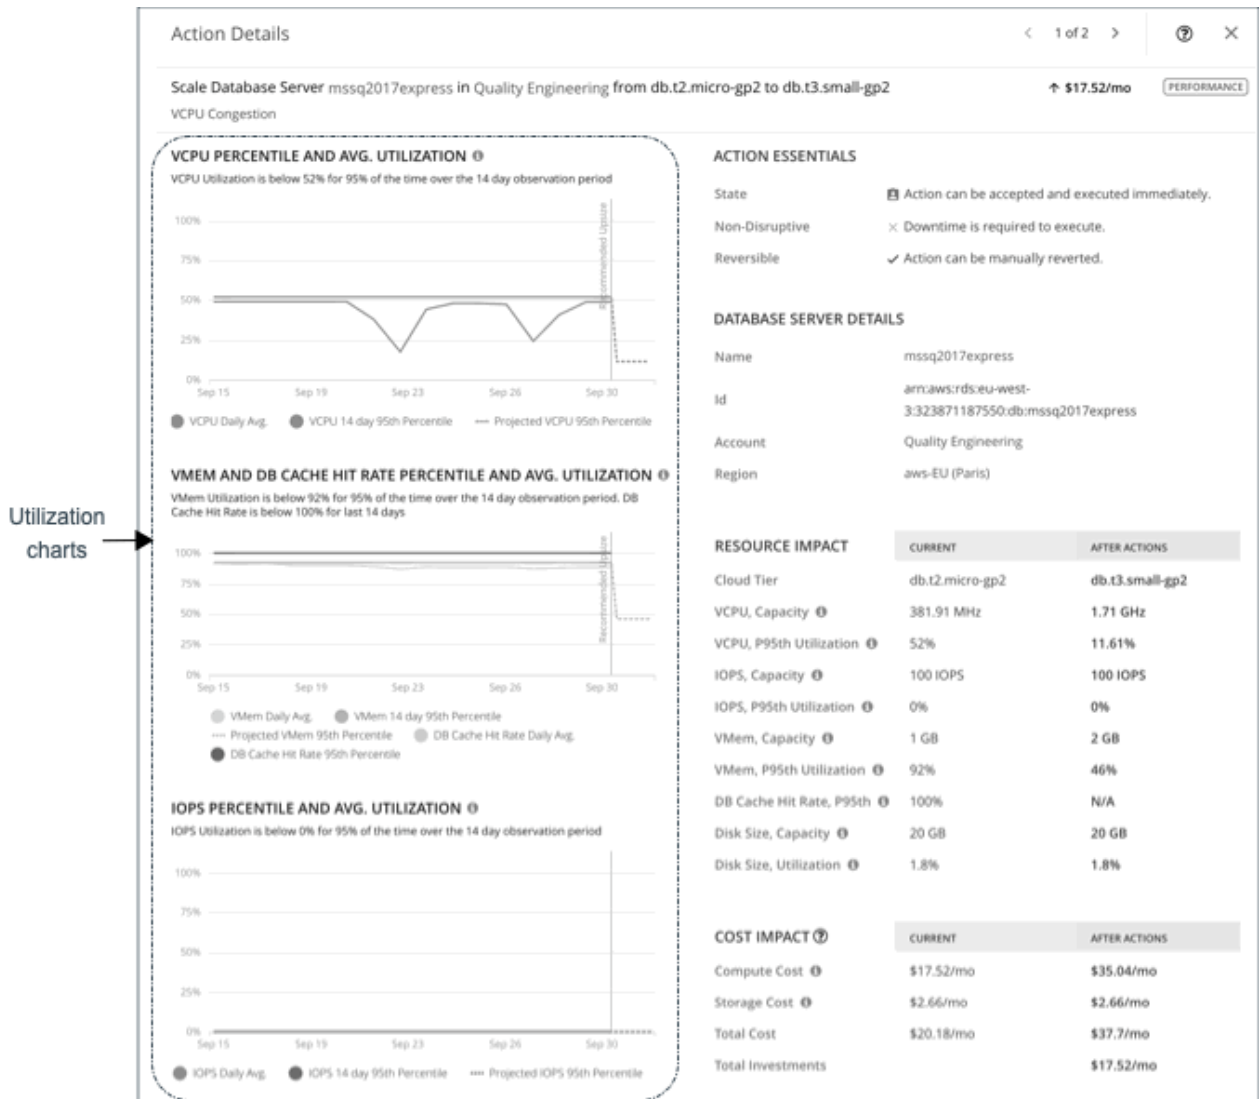 Action Details
1 of 2
Scale Database Server mssq2017express in Quality Engineering from db.t2.micro-gp2 to db.t3.small-gp2
↑ $17.52/mo
PERFORMANCE
VCPU Congestion
VCPU PERCENTILE AND AVG. UTILIZATION
VCPU Utilization is below 52% for 95% of the time over the 14 day observation period
Recommended Upsize
100%
75%
50%
25%
0%
Sep 15 Sep 19 Sep 23 Sep 26 Sep 30
VCPU Daily Avg. VCPU 14 day 95th Percentile Projected VCPU 95th Percentile
VMEM AND DB CACHE HIT RATE PERCENTILE AND AVG. UTILIZATION
VMem Utilization is below 92% for 95% of the time over the 14 day observation period. DB
Cache Hit Rate is below 100% for last 14 days
Recommended Upsize
100%
75%
50%
25%
0%
Sep 15 Sep 19 Sep 23 Sep 26 Sep 30
VMem Daily Avg. VMem 14 day 95th Percentile
Projected VMem 95th Percentile DB Cache Hit Rate Daily Avg.
DB Cache Hit Rate 95th Percentile
IOPS PERCENTILE AND AVG. UTILIZATION
IOPS Utilization is below 0% for 95% of the time over the 14 day observation period
100%
75%
50%
25%
0%
Sep 15 Sep 19 Sep 23 Sep 26 Sep 30
IOPS Daily Avg. IOPS 14 day 95th Percentile Projected IOPS 95th Percentile
Utilization
charts
ACTION ESSENTIALS
State Action can be accepted and executed immediately.
Non-Disruptive Downtime is required to execute.
Reversible Action can be manually reverted.
DATABASE SERVER DETAILS
Name mssq2017express
Id arn:aws:rds:eu-west-
3:323871187550:db:mssq2017express
Account Quality Engineering
Region aws-EU (Paris)
RESOURCE IMPACT CURRENT AFTER ACTIONS
Cloud Tier db.t2.micro-gp2 db.t3.small-gp2
VCPU, Capacity 381.91 MHz 1.71 GHz
VCPU, P95th Utilization 52% 11.61%
IOPS, Capacity 100 IOPS 100 IOPS
IOPS, P95th Utilization 0% 0%
VMem, Capacity 1 GB 2 GB
VMem, P95th Utilization 92% 46%
DB Cache Hit Rate, P95th 100% N/A
Disk Size, Capacity 20 GB 20 GB
Disk Size, Utilization 1.8% 1.8%
COST IMPACT CURRENT AFTER ACTIONS
Compute Cost $17.52/mo $35.04/mo
Storage Cost $2.66/mo $2.66/mo
Total Cost $20.18/mo $37.7/mo
Total Investments $17.52/mo